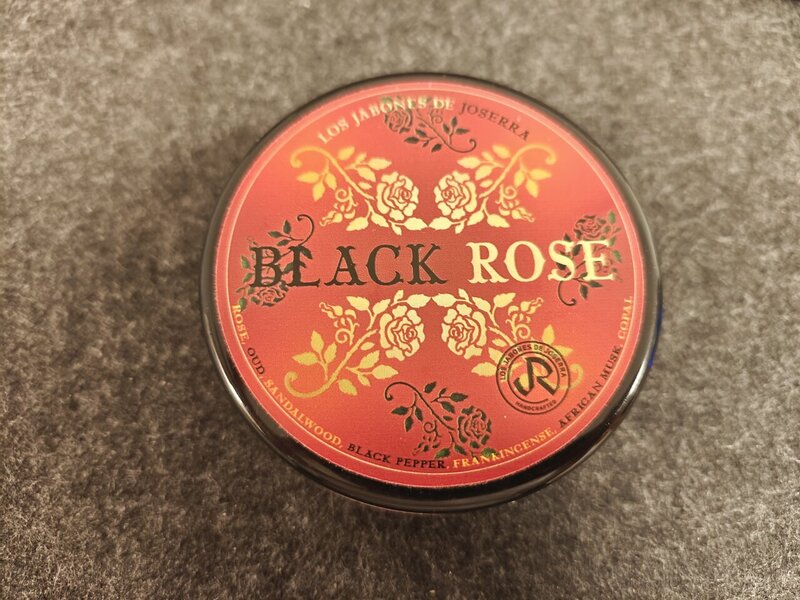 LOS JABONES DE JOSERRA
BLACK ROSE
ROSE, OUD, SANDALWOOD, BLACK PEPPER, FRANKINCENSE, AFRICAN MUSK, COPAL
LOS JABONES DE JOSERRA
JR
HANDCRAFTED